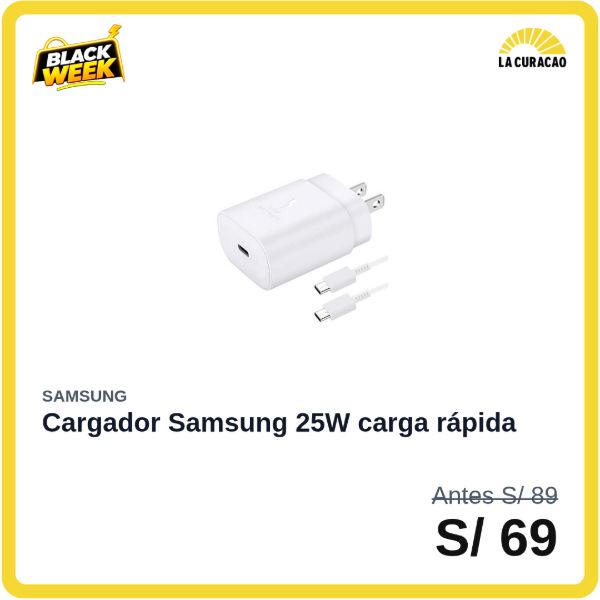 BLACK
WEEK
LA CURACAO
SAMSUNG
Cargador Samsung 25W carga rápida
Antes S/ 89
S/ 69